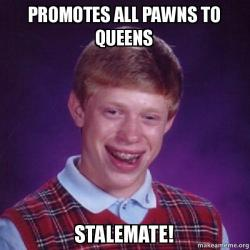 PROMOTES ALL PAWNS TO
QUEENS
STALEMATE!
makeameme.org